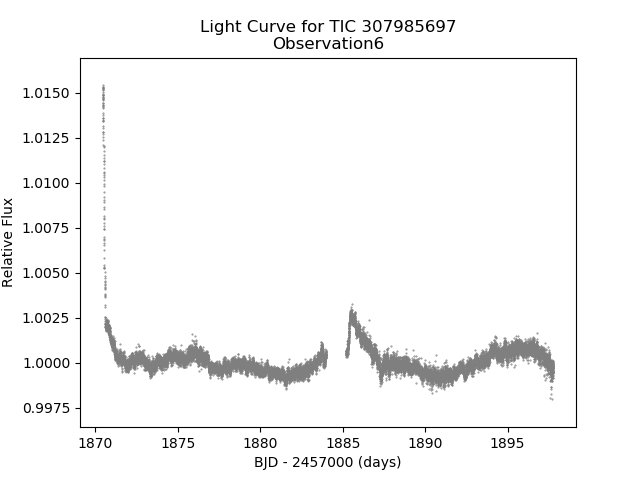 Light Curve for TIC 307985697
Observation6
1.0150
1.0125
1.0100
1.0075
1.0050
1.0025
1.0000
0.9975
Relative Flux
1870 1875 1880 1885 1890 1895
BJD - 2457000 (days)